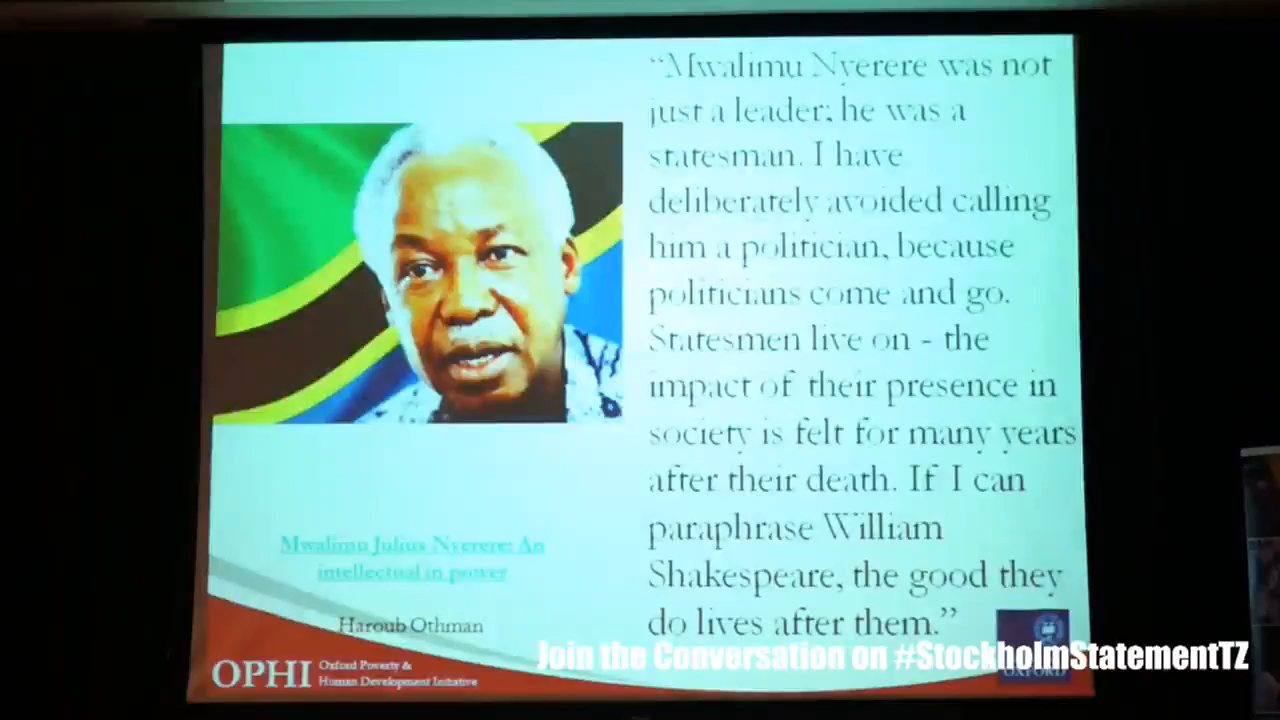 “Mwalimu Nyerere was not
just a leader; he was a
statesman. I have
deliberately avoided calling
him a politician, because
politicians come and go.
Statesmen live on - the
impact of their presence in
society is felt for many years
after their death. If I can
paraphrase William
Shakespeare, the good they
do lives after them.”
Mwalimu Julius Nyerere: An
intellectual in power
Haroub Othman
OPHI
Oxford Poverty &
Human Development Initiative
OXFORD
Join the Conversation on #StockholmStatementTZ